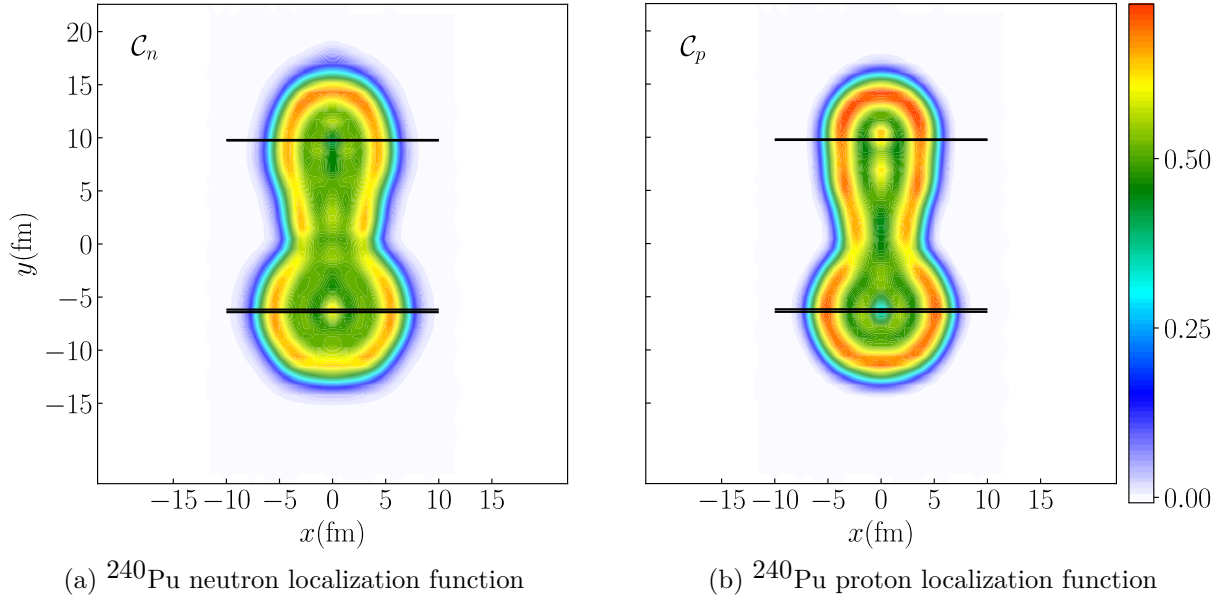 20
15
10
5
0
−5
−10
−15
y(fm)
𝒞n
−15 −10 −5 0 5 10 15
x(fm)
(a) ²⁴⁰Pu neutron localization function
𝒞p
−15 −10 −5 0 5 10 15
x(fm)
(b) ²⁴⁰Pu proton localization function
0.50
0.25
0.00